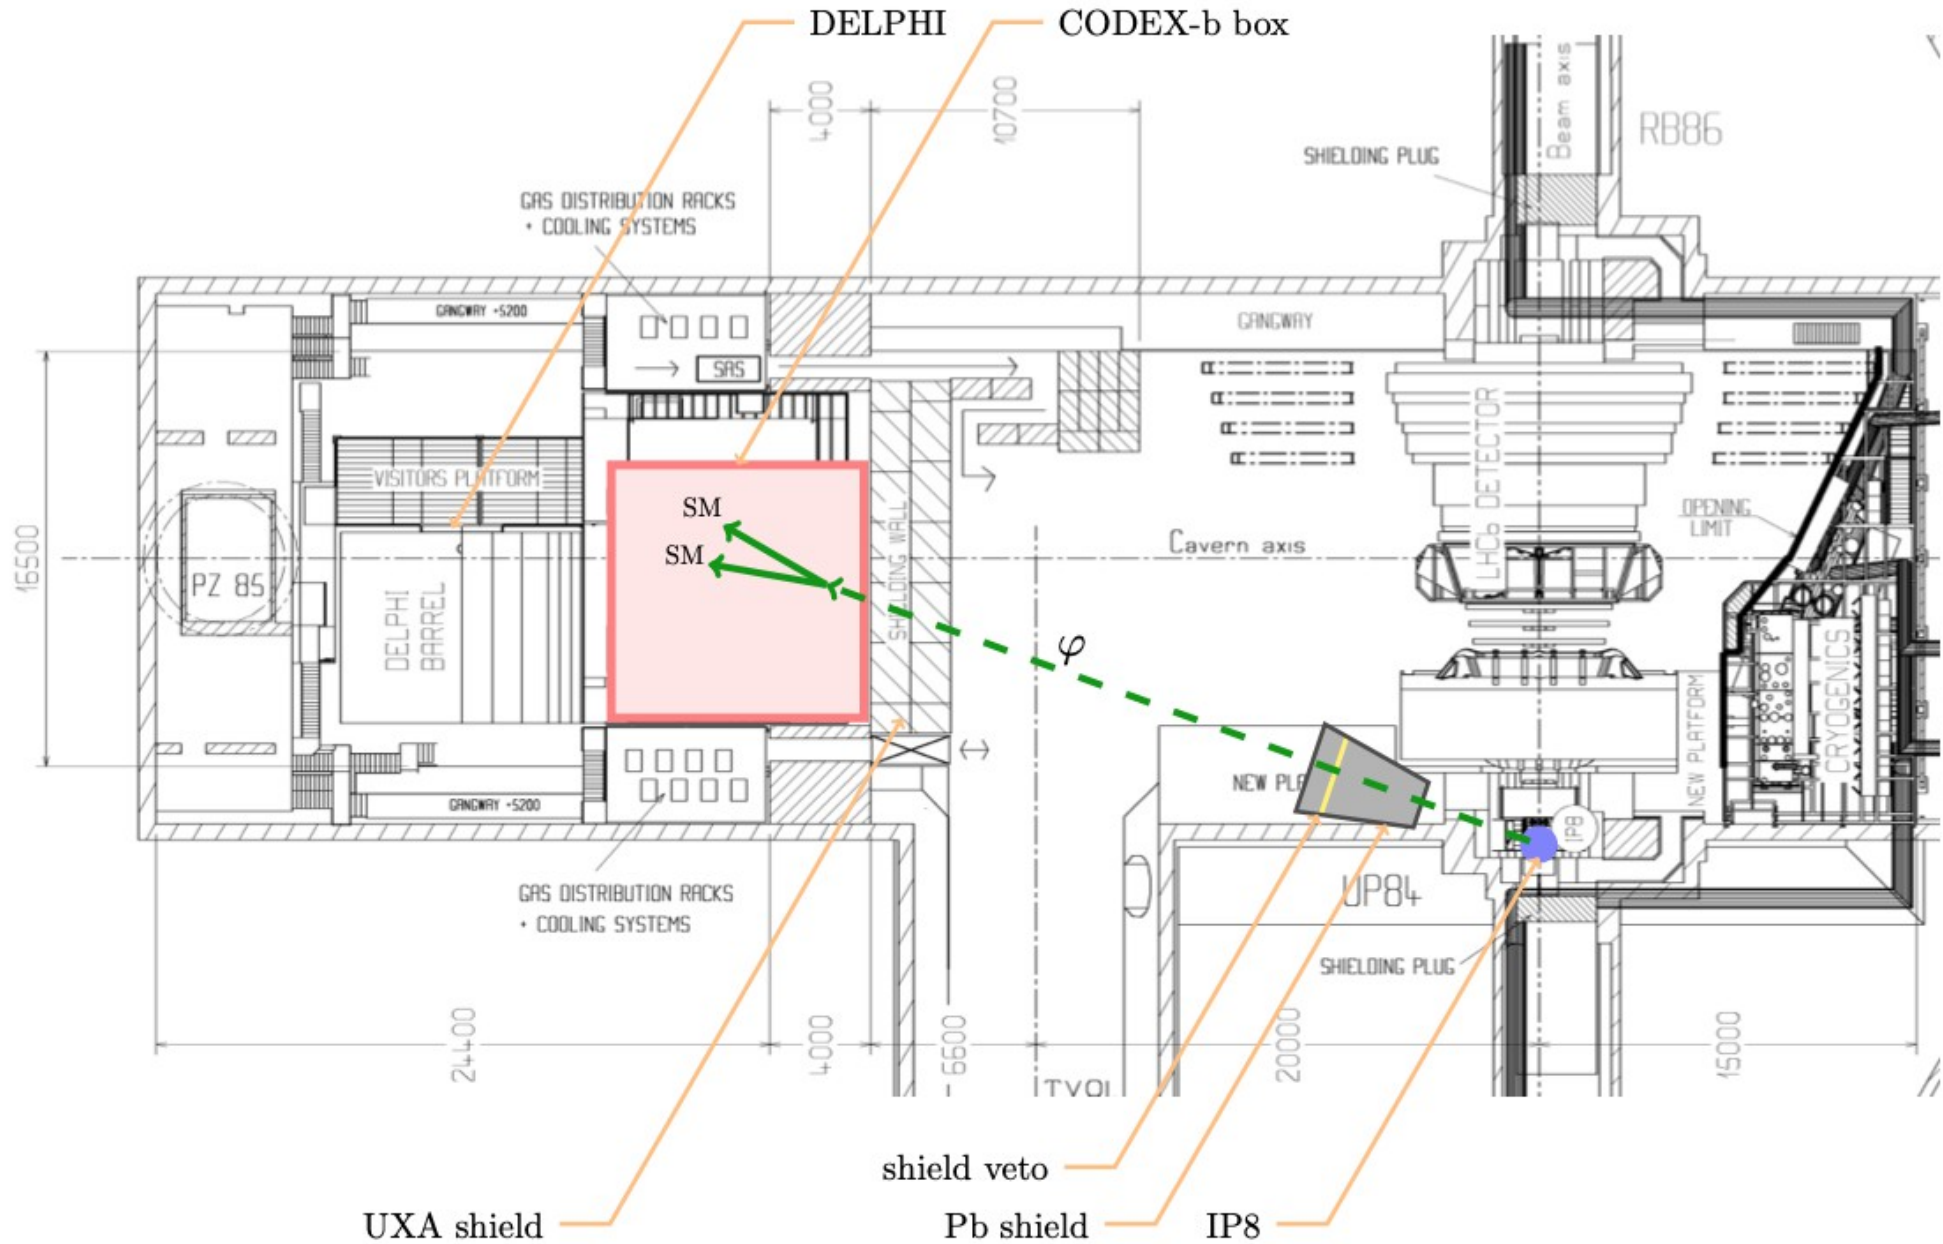 DELPHI
CODEX-b box
4000
10700
Beam axis
RB86
SHIELDING PLUG
GAS DISTRIBUTION RACKS
+ COOLING SYSTEMS
GANGWAY +5200
GANGWAY
SAS
LHCb DETECTOR
VISITORS PLATFORM
SM
SM
OPENING
LIMIT
Cavern axis
16500
PZ 85
DELPHI
BARREL
SHIELDING WALL
φ
NEW PLATFORM
CRYOGENICS
NEW PLA
GANGWAY +5200
IP8
GAS DISTRIBUTION RACKS
+ COOLING SYSTEMS
UP84
SHIELDING PLUG
24400
4000
6600
20000
15000
TVOI
shield veto
UXA shield
Pb shield
IP8